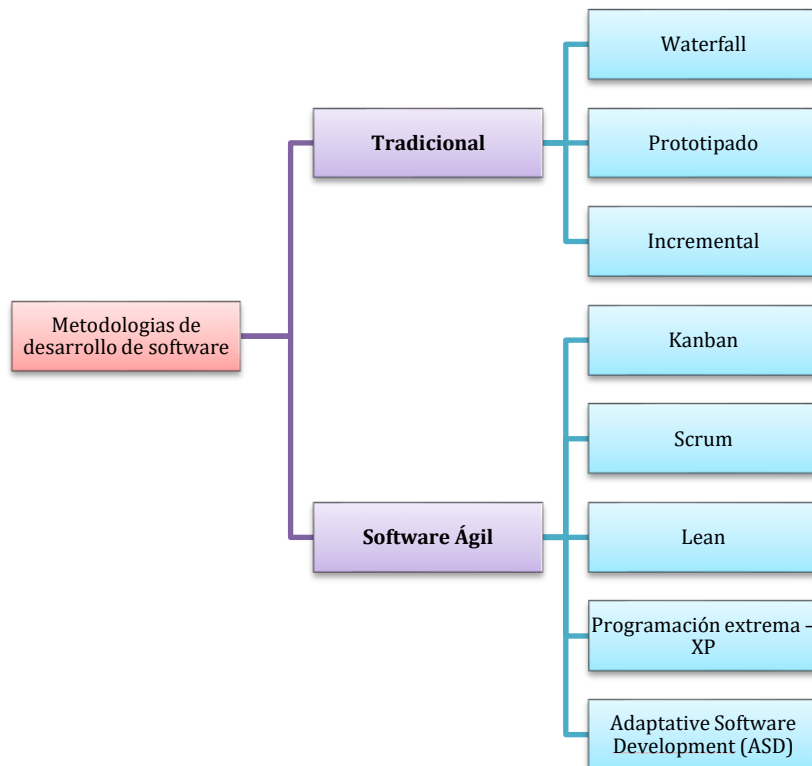 Metodologias de
desarrollo de software
Tradicional
Waterfall
Prototipado
Incremental
Software Ágil
Kanban
Scrum
Lean
Programación extrema –
XP
Adaptative Software
Development (ASD)